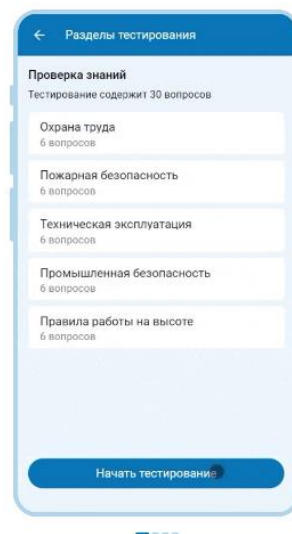 Разделы тестирования
Проверка знаний
Тестирование содержит 30 вопросов
Охрана труда
6 вопросов
Пожарная безопасность
6 вопросов
Техническая эксплуатация
6 вопросов
Промышленная безопасность
6 вопросов
Правила работы на высоте
6 вопросов
Начать тестирование